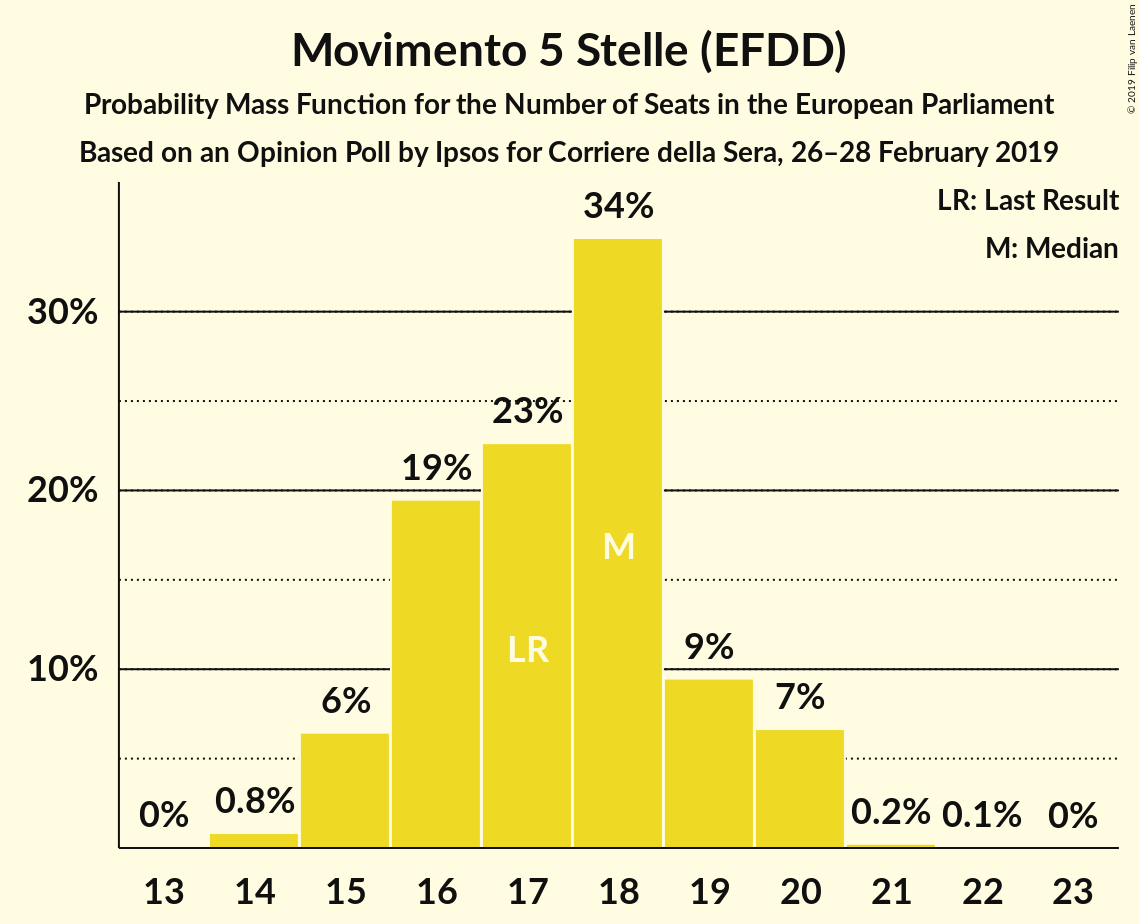 Movimento 5 Stelle (EFDD)
Probability Mass Function for the Number of Seats in the European Parliament
Based on an Opinion Poll by Ipsos for Corriere della Sera, 26–28 February 2019
© 2019 Filip van Laenen
LR: Last Result
M: Median
30%
20%
10%
0%
0.8%
6%
19%
23%
34%
9%
7%
0.2%
0.1%
0%
LR
M
13 14 15 16 17 18 19 20 21 22 23